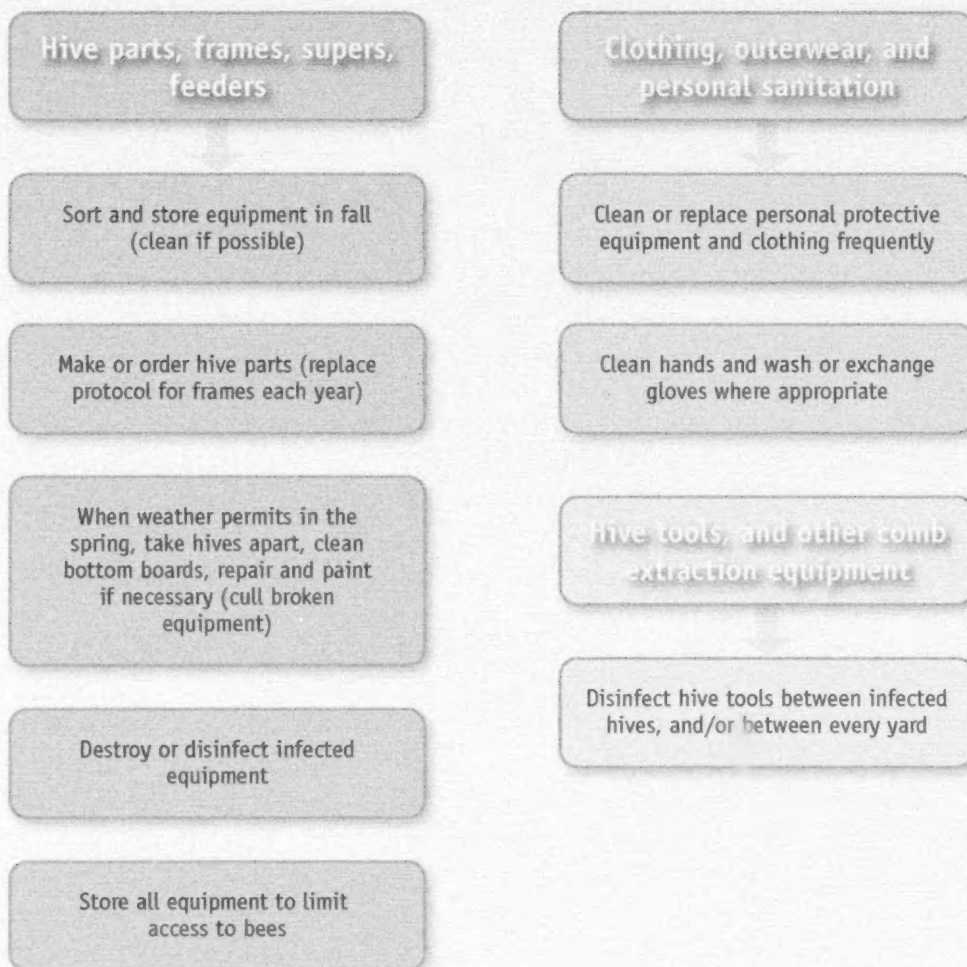 Hive parts, frames, supers,
feeders
Sort and store equipment in fall
(clean if possible)
Make or order hive parts (replace
protocol for frames each year)
When weather permits in the
spring, take hives apart, clean
bottom boards, repair and paint
if necessary (cull broken
equipment)
Destroy or disinfect infected
equipment
Store all equipment to limit
access to bees
Clothing, outerwear, and
personal sanitation
Clean or replace personal protective
equipment and clothing frequently
Clean hands and wash or exchange
gloves where appropriate
Hive tools, and other comb
extraction equipment
Disinfect hive tools between infected
hives, and/or between every yard